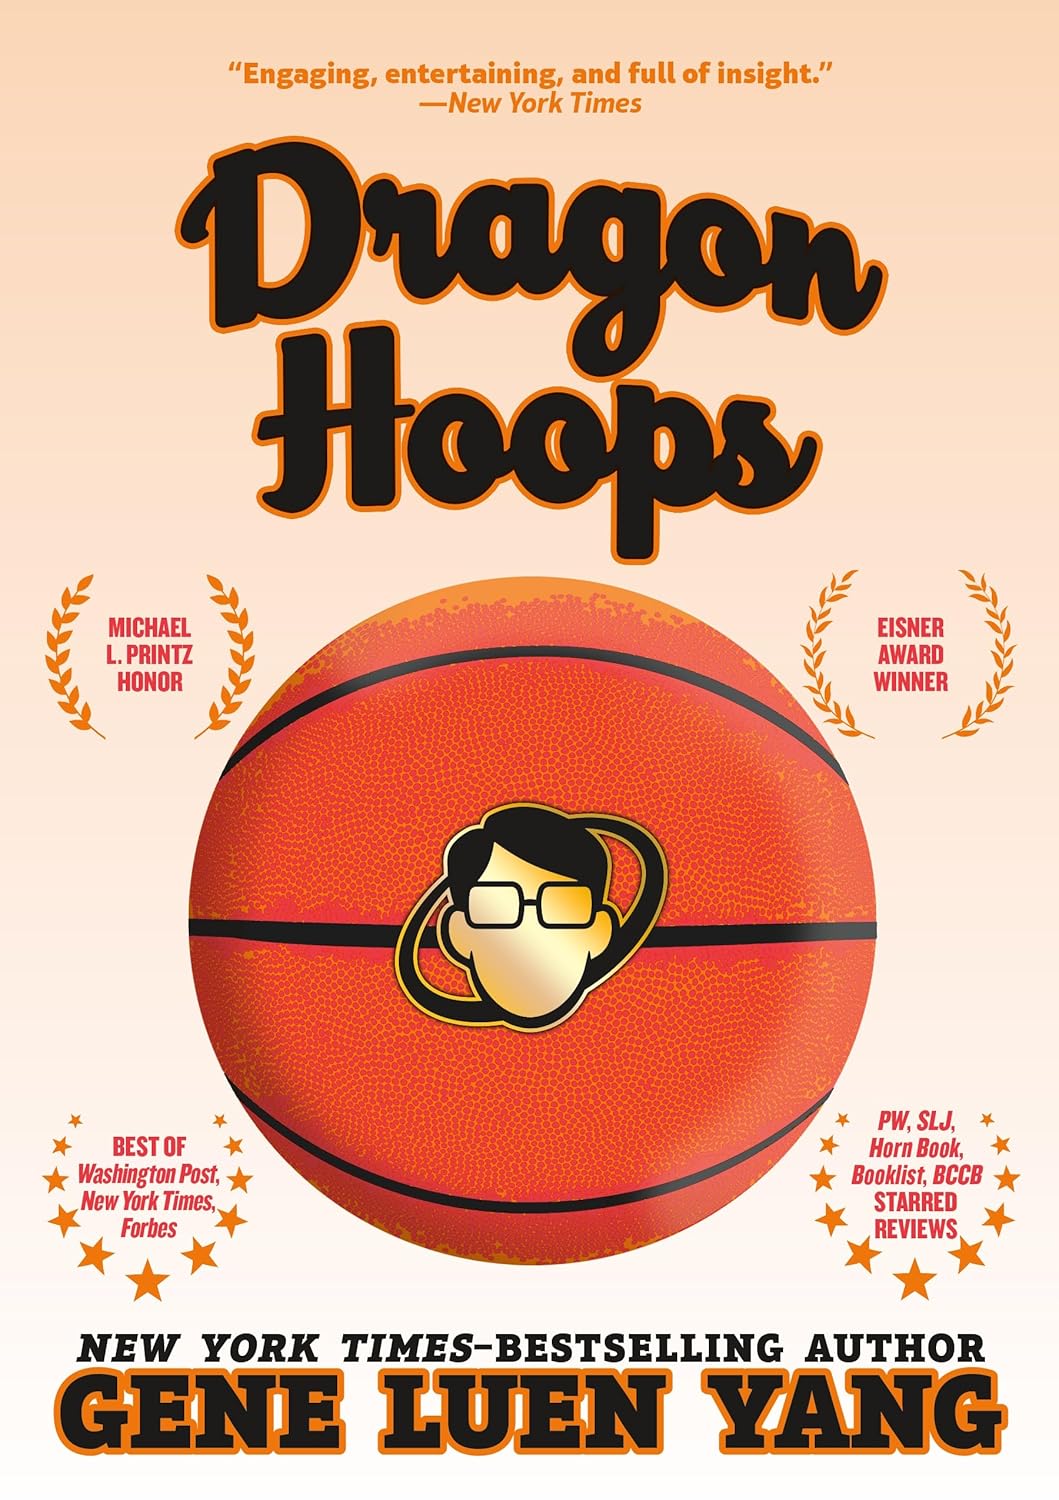 “Engaging, entertaining, and full of insight.”
—New York Times
Dragon
Hoops
MICHAEL
L. PRINTZ
HONOR
EISNER
AWARD
WINNER
BEST OF
Washington Post,
New York Times,
Forbes
PW, SLJ,
Horn Book,
Booklist, BCCB
STARRED
REVIEWS
NEW YORK TIMES–BESTSELLING AUTHOR
GENE LUEN YANG